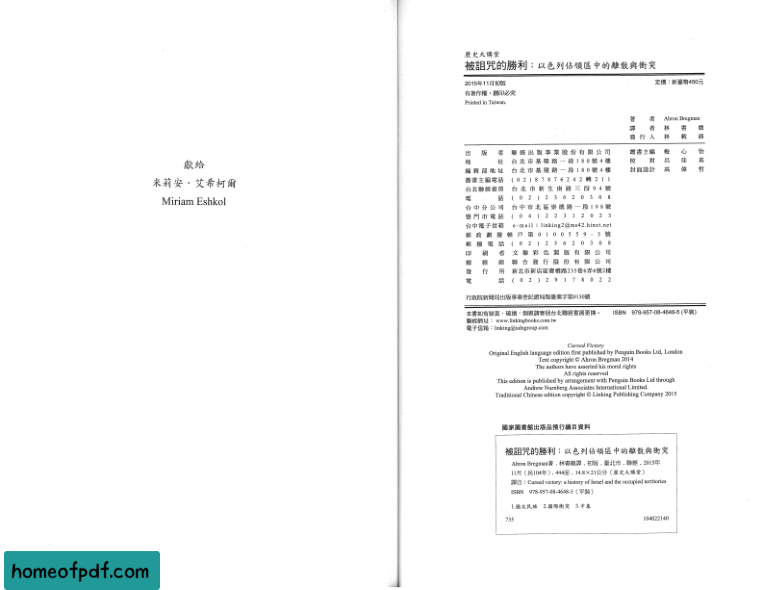 獻給
米莉安·艾希柯爾
Miriam Eshkol
歷史大講堂
被詛咒的勝利：以色列佔領區中的離散與衝突
2015年11月初版
定價：新臺幣450元
有著作權·翻印必究
Printed in Taiwan.
著者 Ahron Bregman
譯者 林書媺
發行人 林載爵
出版者 聯經出版事業股份有限公司
地址 台北市基隆路一段180號4樓
編輯部地址 台北市基隆路一段180號4樓
叢書主編電話 (02)87876242轉211
台北聯經書房 台北市新生南路三段94號
電話 (02)23620308
台中分公司 台中市北區崇德路一段198號
暨門市電話 (04)22312023
台中電子信箱 e-mail：linking2@ms42.hinet.net
郵政劃撥帳戶第0100559-3號
郵撥電話 (02)23620308
印刷者 文聯彩色製版有限公司
總經銷 聯合發行股份有限公司
發行所 新北市新店區寶橋路235巷6弄6號2樓
電話 (02)29178022
叢書主編 梅心怡
校對 呂佳真
封面設計 高偉哲
行政院新聞局出版事業登記證局版臺業字第0130號
本書如有缺頁，破損，倒裝請寄回台北聯經書房更換。 ISBN 978-957-08-4648-5 (平裝)
聯經網址：www.linkingbooks.com.tw
電子信箱：linking@udngroup.com
Cursed Victory
Original English language edition first published by Penguin Books Ltd, London
Text copyright © Ahron Bregman 2014
The authors have asserted his moral rights
All rights reserved
This edition is published by arrangement with Penguin Books Ltd through
Andrew Nurnberg Associates International Limited.
Traditional Chinese edition copyright © Linking Publishing Company 2015
國家圖書館出版品預行編目資料
被詛咒的勝利：以色列佔領區中的離散與衝突
Ahron Bregman著．林書媺譯．初版．臺北市．聯經．2015年
11月（民104年）．444面．14.8×21公分（歷史大講堂）
譯自：Cursed victory: a history of Israel and the occupied territories
ISBN 978-957-08-4648-5（平裝）
1.猶太民族 2.國際衝突 3.中東
735 104022140
homeofpdf.com